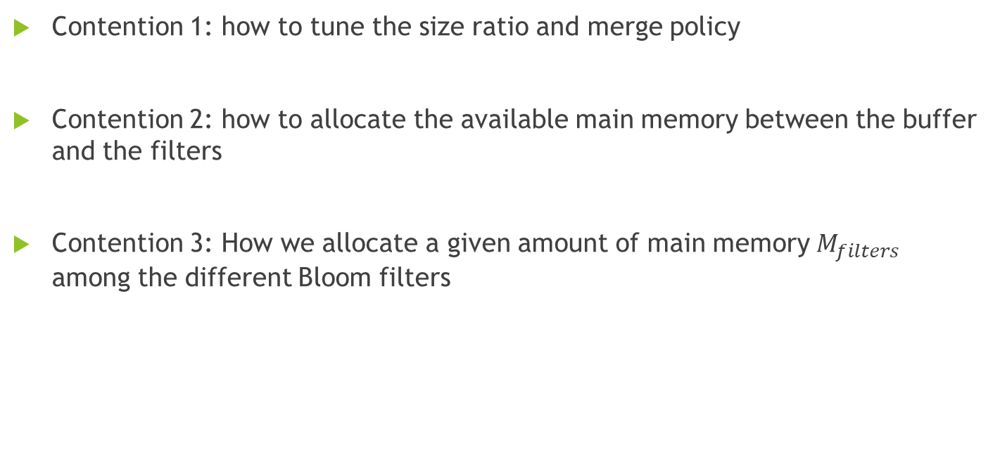 Contention 1: how to tune the size ratio and merge policy
Contention 2: how to allocate the available main memory between the buffer
and the filters
Contention 3: How we allocate a given amount of main memory M_filters
among the different Bloom filters